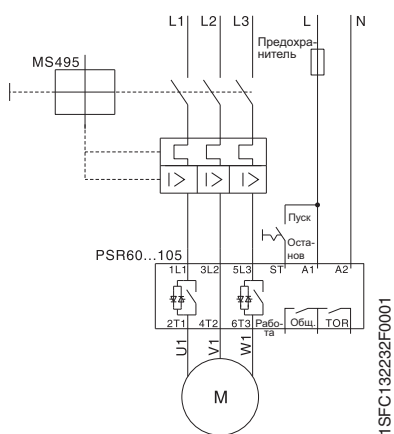 L1 L2 L3 L N
Предохра-
нитель
MS495
I> I> I>
Пуск
Оста-
нов
PSR60...105
1L1 3L2 5L3 ST A1 A2
2T1 4T2 6T3 Рабо-
та Общ. TOR
U1 V1 W1
M
1SFC132232F0001